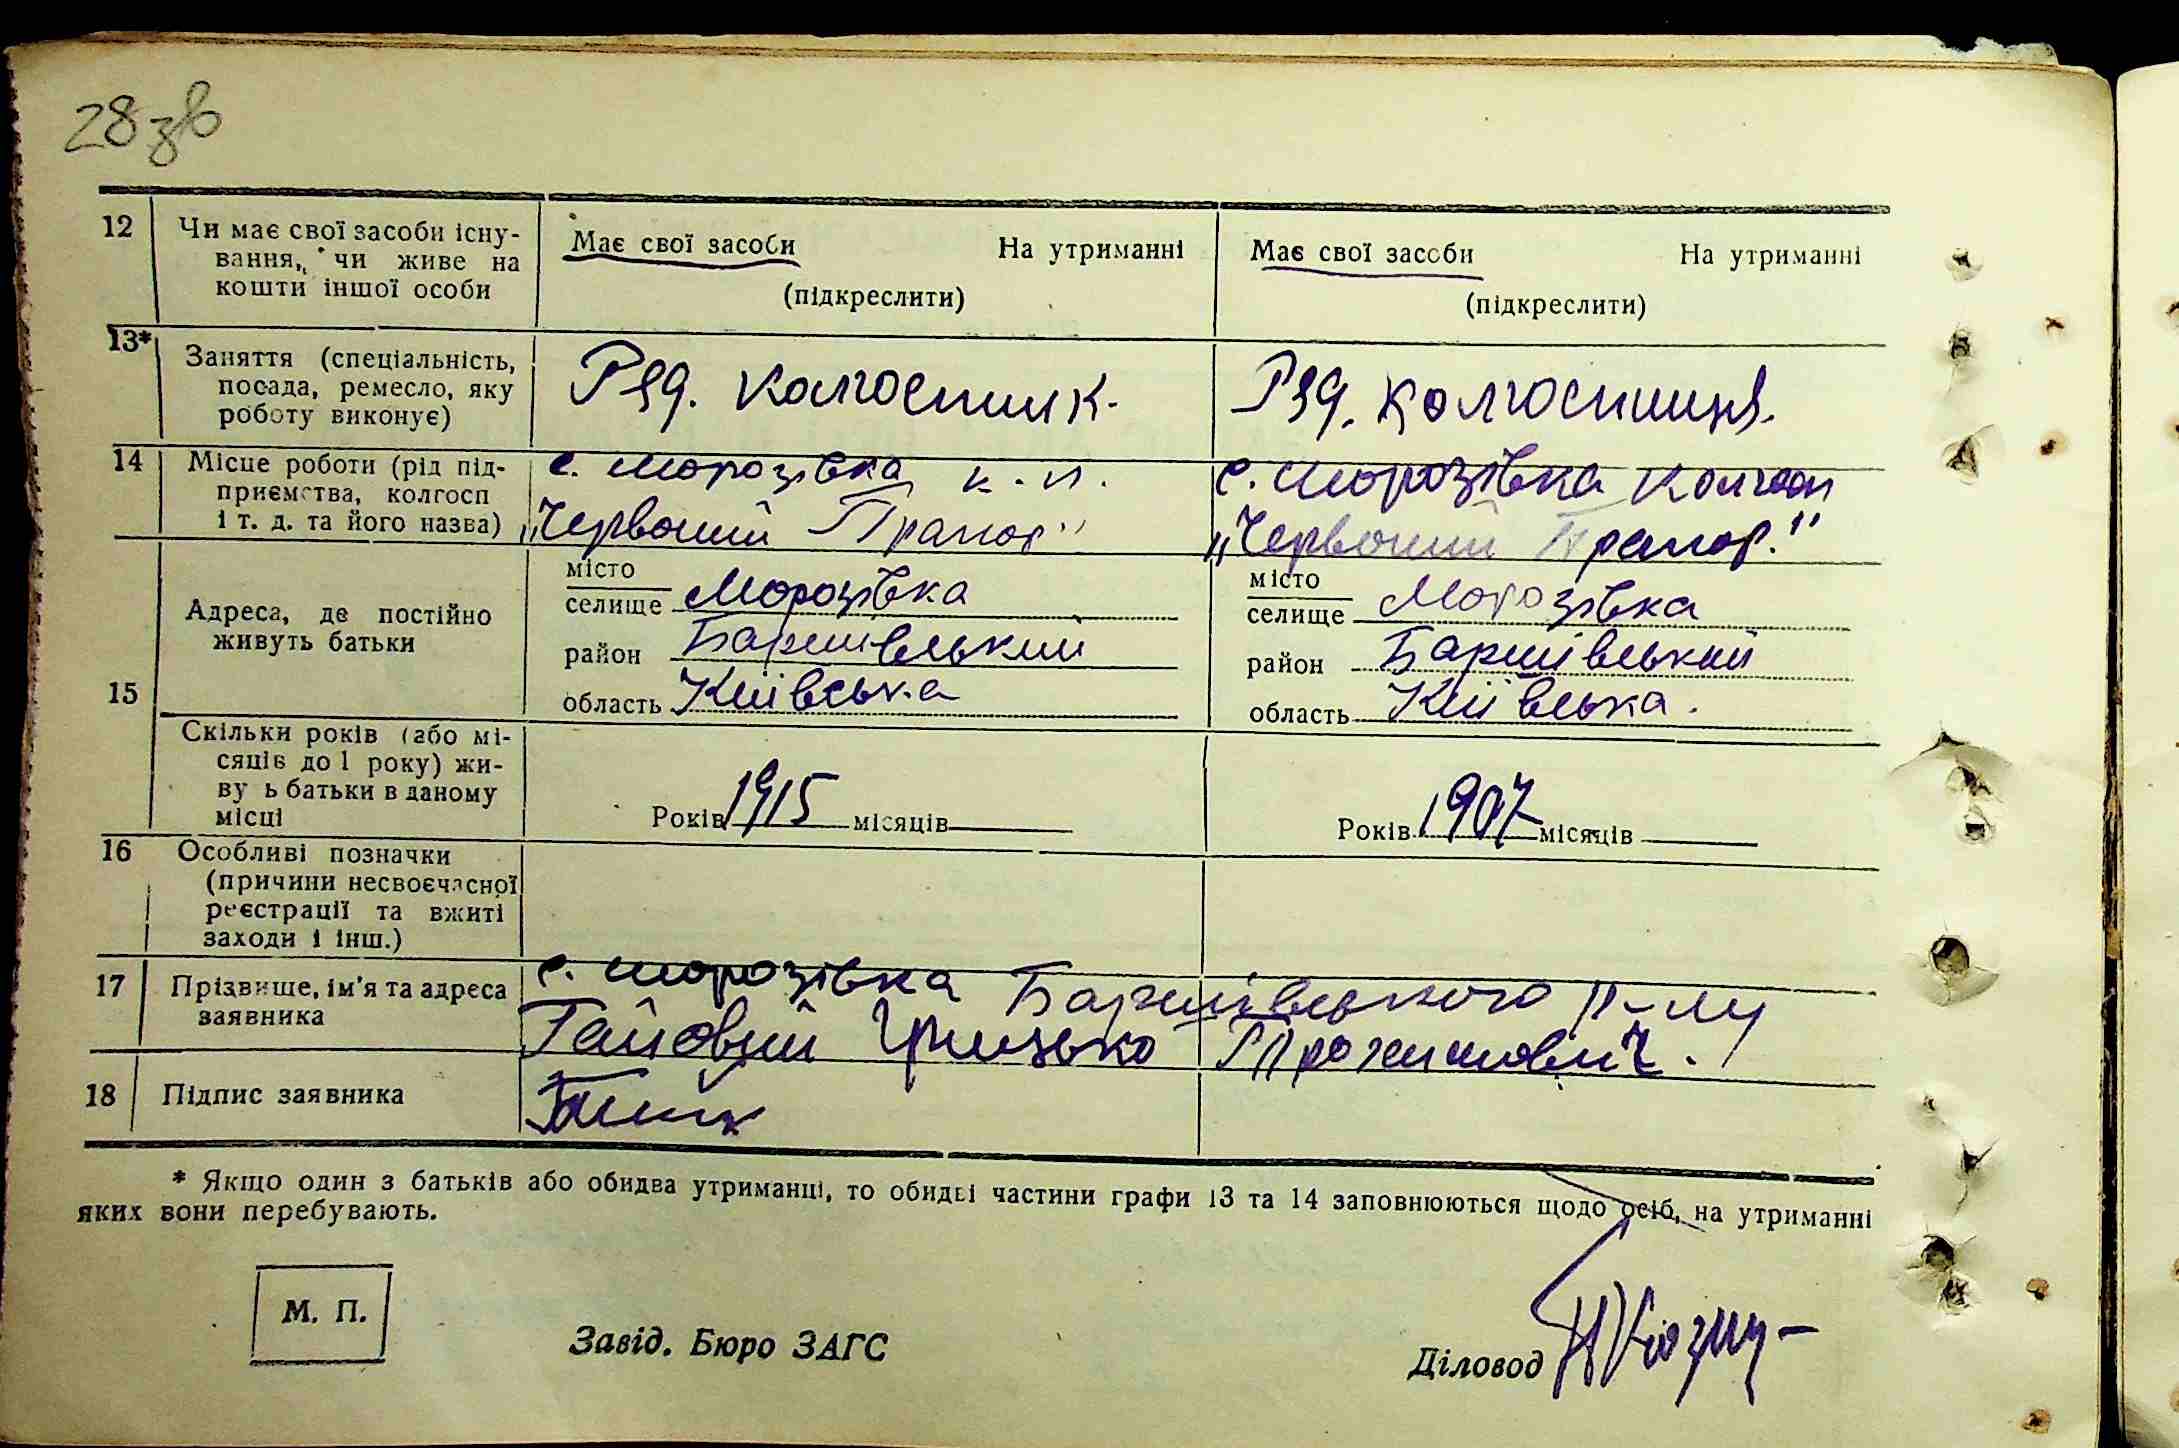 28зв
12 Чи має свої засоби існу-
вання, чи живе на
кошти іншої особи
Має свої засоби На утриманні
(підкреслити)
Має свої засоби На утриманні
(підкреслити)
13* Заняття (спеціальність,
посада, ремесло, яку
роботу виконує)
Ряд. колгоспник.
Ряд. колгоспниця.
14 Місце роботи (рід під-
приємства, колгосп
і т. д. та його назва)
с. Морозівка к.п.
„Червоний Прапор"
с. Морозівка колгосп
„Червоний Прапор."
15 Адреса, де постійно
живуть батьки
місто
селище Морозівка
район Баришівський
область Київська
місто
селище Морозівка
район Баришівський
область Київська.
Скільки років (або мі-
сяців до 1 року) жи-
ву ь батьки в даному
місці
Років 1915 місяців
Років 1907 місяців
16 Особливі позначки
(причини несвоєчасної
реєстрації та вжиті
заходи і інш.)
17 Прізвище, ім'я та адреса
заявника
с. Морозівка Баришівського р-ну
Гайовий Грицько Трохимович.
18 Підпис заявника
* Якщо один з батьків або обидва утриманці, то обидві частини графи 13 та 14 заповнюються щодо осіб, на утриманні
яких вони перебувають.
М. П.
Завід. Бюро ЗАГС
Діловод